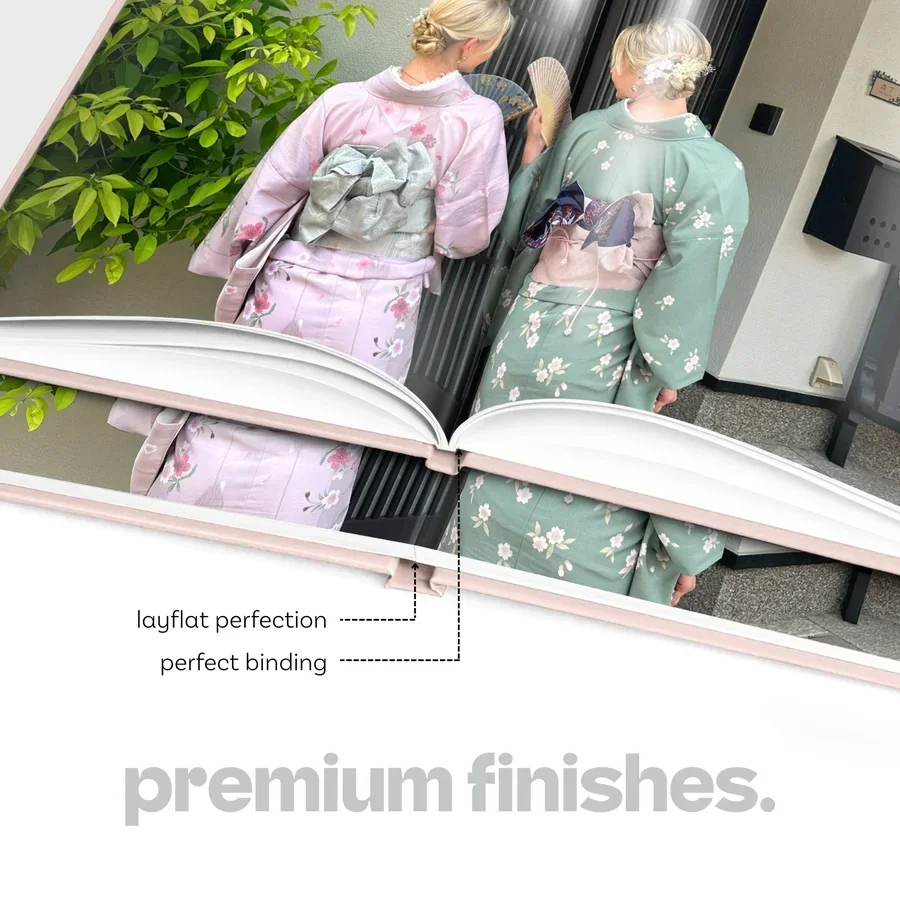 layflat perfection
perfect binding
premium finishes.